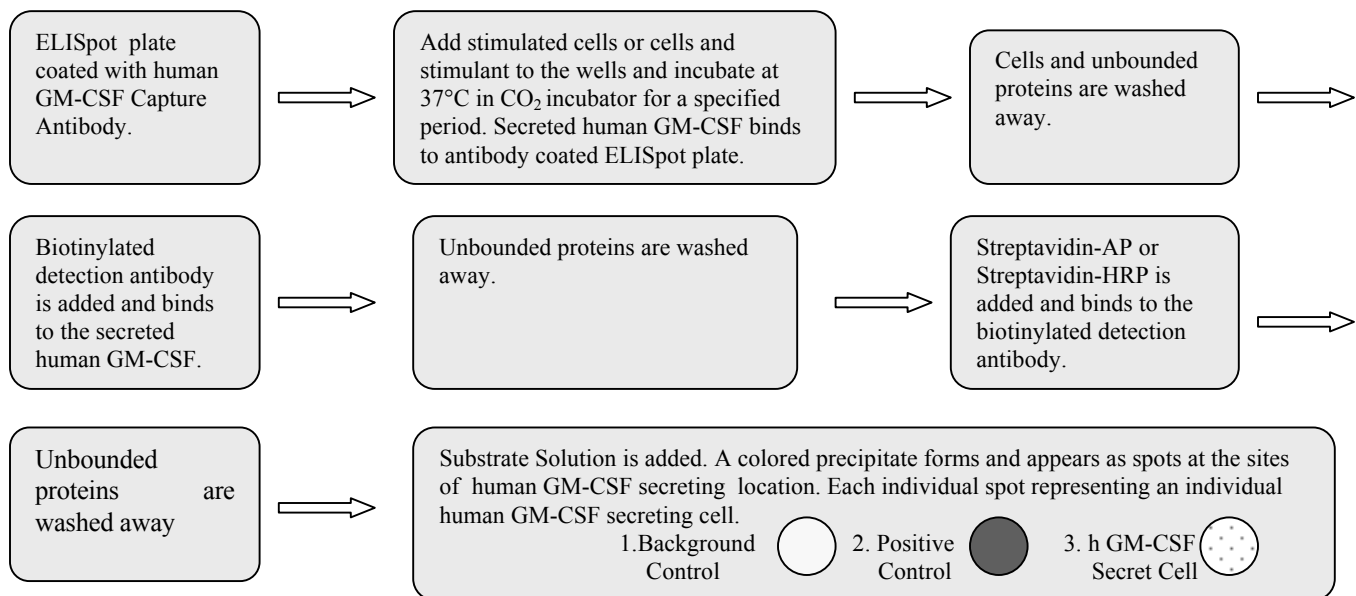 ELISpot plate
coated with human
GM-CSF Capture
Antibody.
Add stimulated cells or cells and
stimulant to the wells and incubate at
37°C in CO₂ incubator for a specified
period. Secreted human GM-CSF binds
to antibody coated ELISpot plate.
Cells and unbounded
proteins are washed
away.
Biotinylated
detection antibody
is added and binds
to the secreted
human GM-CSF.
Unbounded proteins are washed
away.
Streptavidin-AP or
Streptavidin-HRP is
added and binds to the
biotinylated detection
antibody.
Unbounded
proteins are
washed away
Substrate Solution is added. A colored precipitate forms and appears as spots at the sites
of human GM-CSF secreting location. Each individual spot representing an individual
human GM-CSF secreting cell.
1.Background
Control
2. Positive
Control
3. h GM-CSF
Secret Cell